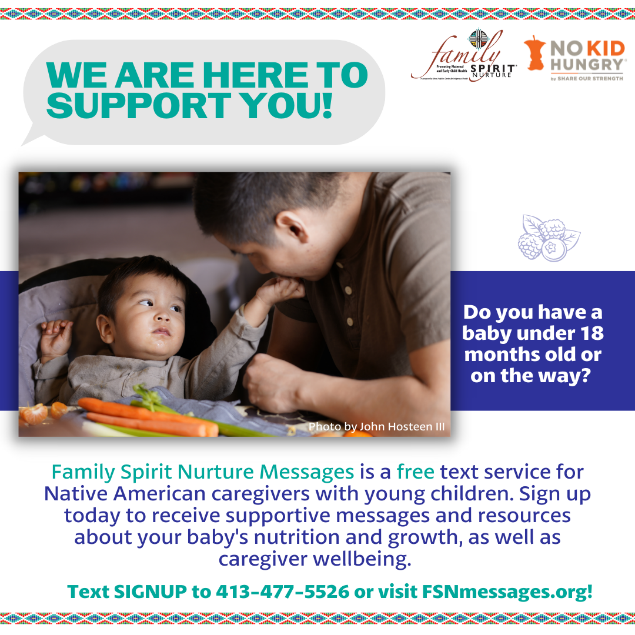 WE ARE HERE TO
SUPPORT YOU!
family
SPIRIT
NURTURE
NO KID
HUNGRY
by SHARE OUR STRENGTH
Photo by John Hosteen III
Do you have a
baby under 18
months old or
on the way?
Family Spirit Nurture Messages is a free text service for
Native American caregivers with young children. Sign up
today to receive supportive messages and resources
about your baby's nutrition and growth, as well as
caregiver wellbeing.
Text SIGNUP to 413-477-5526 or visit FSNmessages.org!